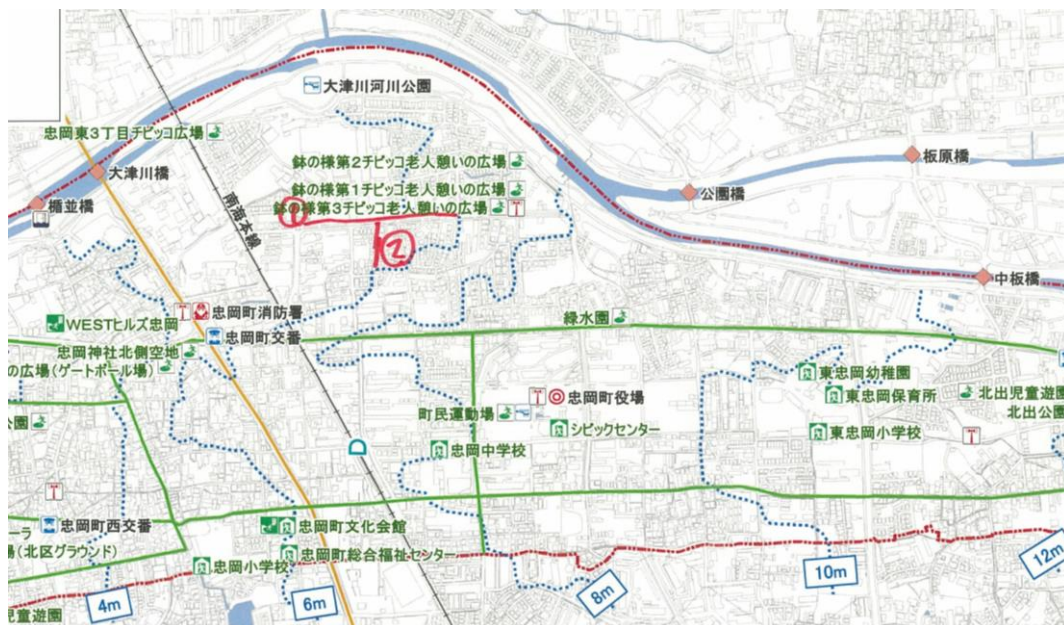 大津川河川公園
忠岡東3丁目チビッコ広場
板原橋
鉢の様第2チビッコ老人憩いの広場
大津川橋
鉢の様第1チビッコ老人憩いの広場
公園橋
楯並橋
鉢の様第3チビッコ老人憩いの広場
①
南海本線
②
中板橋
忠岡町消防署
WESTヒルズ忠岡
緑水園
忠岡町交番
忠岡神社北側空地
の広場(ゲートボール場)
東忠岡幼稚園
忠岡町役場
東忠岡保育所
北出児童遊園
町民運動場
北出公園
公園
シビックセンター
東忠岡小学校
忠岡中学校
忠岡町西交番
忠岡町文化会館
ーラ
場(北区グラウンド)
忠岡町総合福祉センター
忠岡小学校
12m
10m
8m
6m
4m
児童遊園